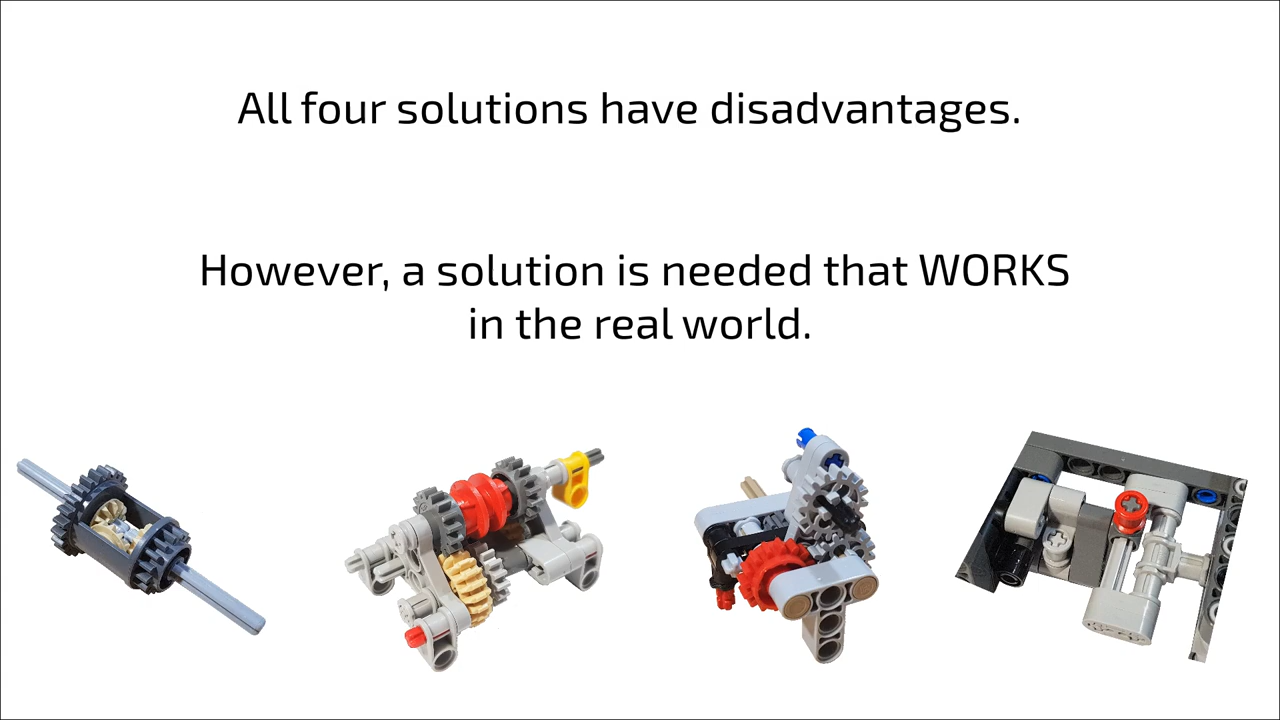 All four solutions have disadvantages.
However, a solution is needed that WORKS
in the real world.